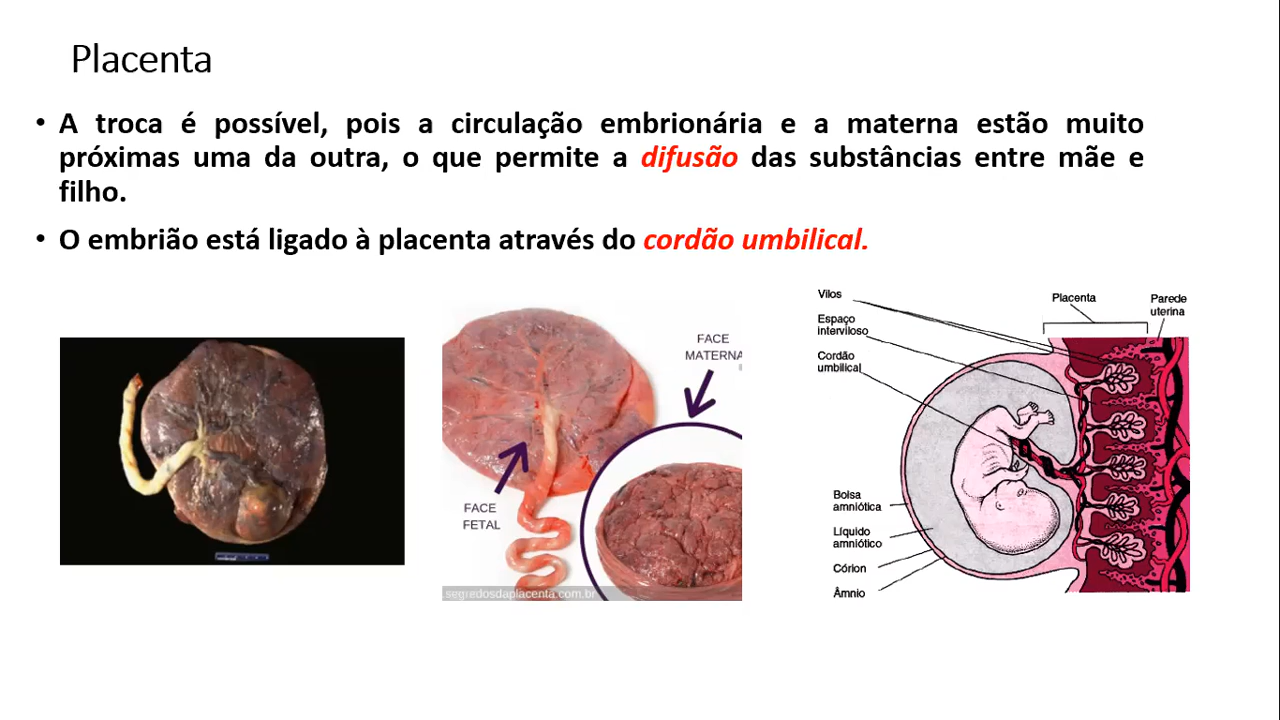 Placenta
• A troca é possível, pois a circulação embrionária e a materna estão muito
próximas uma da outra, o que permite a difusão das substâncias entre mãe e
filho.
• O embrião está ligado à placenta através do cordão umbilical.
FACE
MATERNA
FACE
FETAL
.segredosdaplacenta.com.br
Vilos
Espaço
interviloso
Cordão
umbilical
Placenta
Parede
uterina
Bolsa
amniótica
Líquido
amniótico
Córion
Âmnio